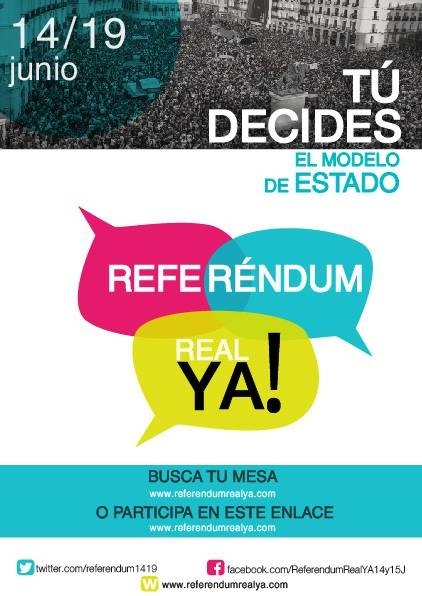 14/19
junio
TÚ
DECIDES
EL MODELO
DE ESTADO
REFERÉNDUM
REAL
YA!
BUSCA TU MESA
www.referendumrealya.com
O PARTICIPA EN ESTE ENLACE
www.referendumrealya.com
twitter.com/referendum1419
facebook.com/ReferendumRealYA14y15J
W www.referendumrealya.com